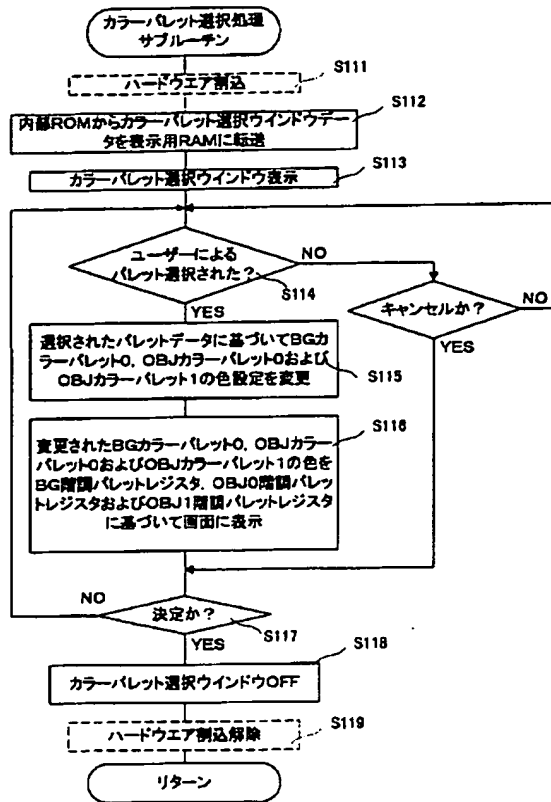 カラーパレット選択処理
サブルーチン
S111
ハードウエア割込
S112
内部ROMからカラーパレット選択ウインドウデー
タを表示用RAMに転送
S113
カラーパレット選択ウインドウ表示
ユーザーによる
パレット選択された？
NO
S114
YES
キャンセルか？
NO
YES
選択されたパレットデータに基づいてBGカ
ラーパレット0，OBJカラーパレット0および
OBJカラーパレット1の色設定を変更
S115
S116
変更されたBGカラーパレット0，OBJカラー
パレット0およびOBJカラーパレット1の色を
BG階調パレットレジスタ，OBJ0階調パレッ
トレジスタおよびOBJ1階調パレットレジスタ
に基づいて画面に表示
NO
決定か？
S117
YES
S118
カラーパレット選択ウインドウOFF
ハードウエア割込解除
S119
リターン